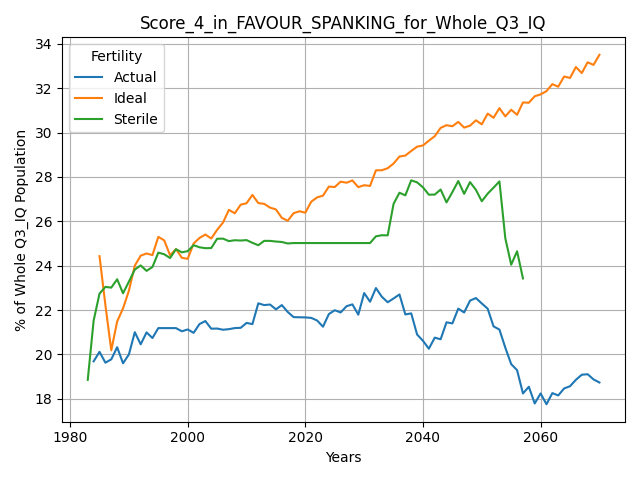 Score_4_in_FAVOUR_SPANKING_for_Whole_Q3_IQ
% of Whole Q3_IQ Population
34
32
30
28
26
24
22
20
18
Fertility
Actual
Ideal
Sterile
1980
2000
2020
2040
2060
Years